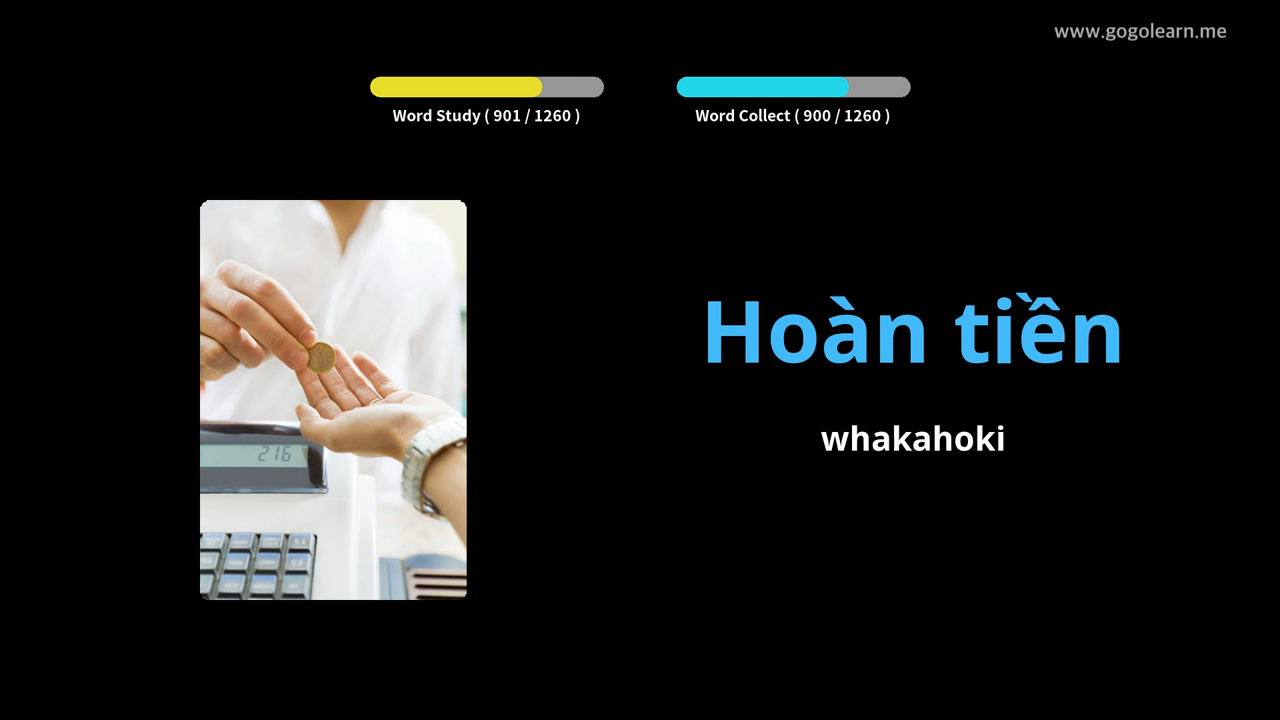 www.gogolearn.me
Word Study ( 901 / 1260 )
Word Collect ( 900 / 1260 )
Hoàn tiền
whakahoki
216